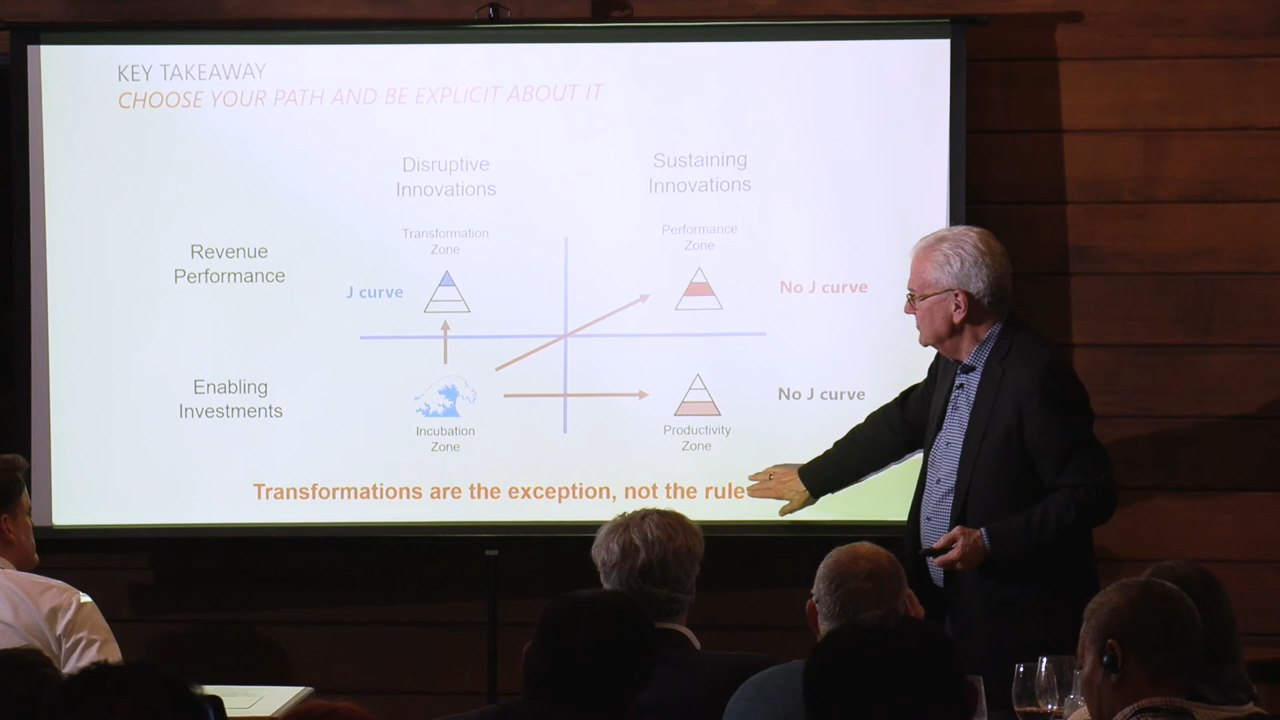 KEY TAKEAWAY
CHOOSE YOUR PATH AND BE EXPLICIT ABOUT IT
Disruptive
Innovations
Sustaining
Innovations
Transformation
Zone
Performance
Zone
Revenue
Performance
J curve
No J curve
Enabling
Investments
No J curve
Incubation
Zone
Productivity
Zone
Transformations are the exception, not the rule